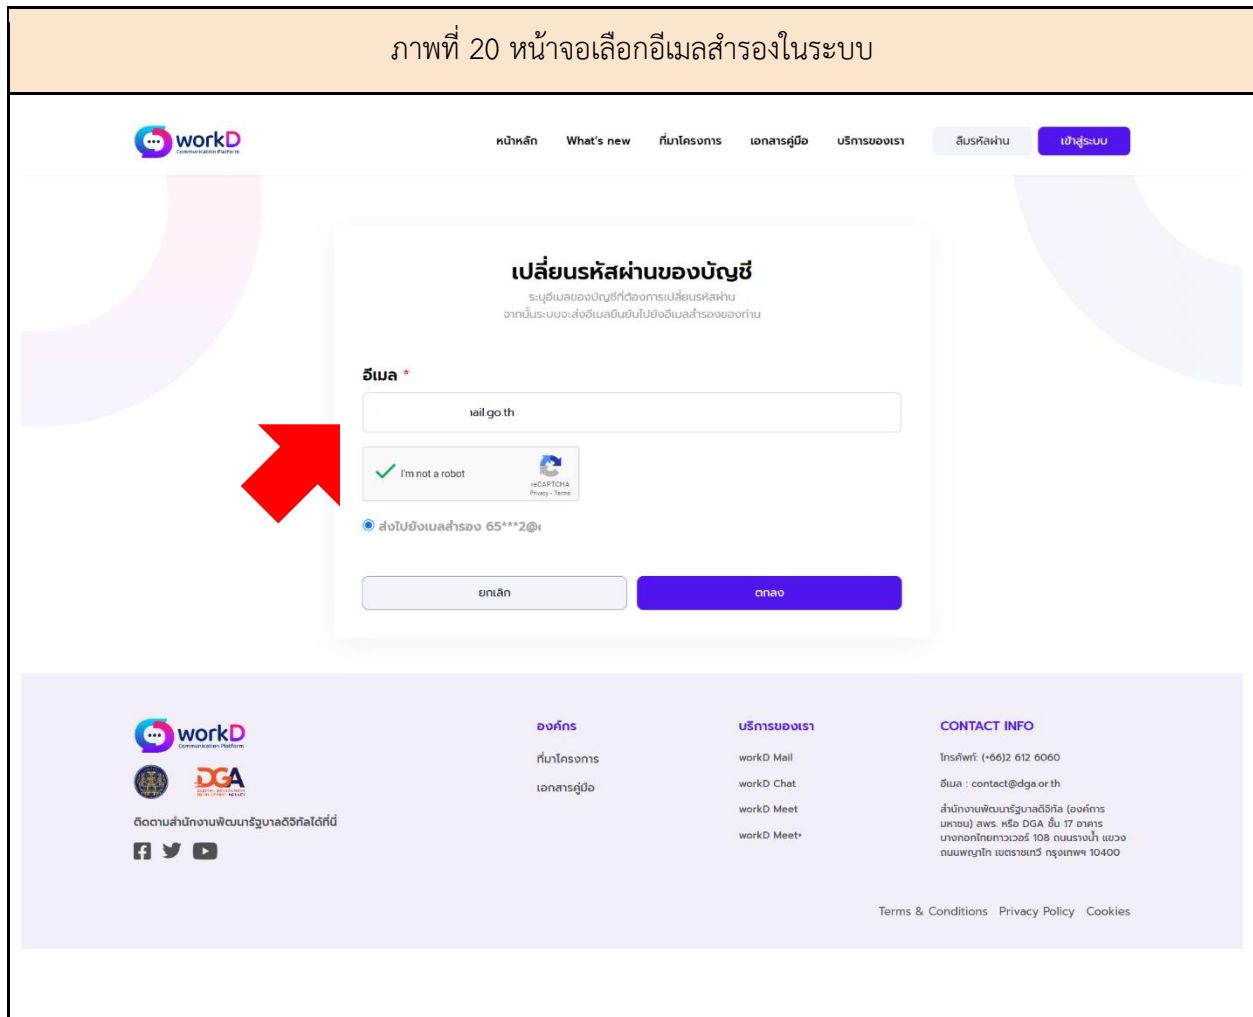 ภาพที่ 20 หน้าจอเลือกอีเมลสำรองในระบบ
workD
Communication Platform
หน้าหลัก What's new ที่มาโครงการ เอกสารคู่มือ บริการของเรา ลืมรหัสผ่าน เข้าสู่ระบบ
เปลี่ยนรหัสผ่านของบัญชี
ระบุอีเมลของบัญชีที่ต้องการเปลี่ยนรหัสผ่าน
จากนั้นระบบจะส่งอีเมลยืนยันไปยังอีเมลสำรองของท่าน
อีเมล *
ail.go.th
I'm not a robot
reCAPTCHA
Privacy - Terms
ส่งไปยังเมลสำรอง 65***2@
ยกเลิก ตกลง
workD
Communication Platform
DGA
ติดตามสำนักงานพัฒนารัฐบาลดิจิทัลได้ที่นี่
องค์กร
ที่มาโครงการ
เอกสารคู่มือ
บริการของเรา
workD Mail
workD Chat
workD Meet
workD Meet+
CONTACT INFO
โทรศัพท์: (+66)2 612 6060
อีเมล : contact@dga.or.th
สำนักงานพัฒนารัฐบาลดิจิทัล (องค์การ
มหาชน) สพร. หรือ DGA ชั้น 17 อาคาร
บางกอกไทยทาวเวอร์ 108 ถนนรางน้ำ แขวง
ถนนพญาไท เขตราชเทวี กรุงเทพฯ 10400
Terms & Conditions Privacy Policy Cookies